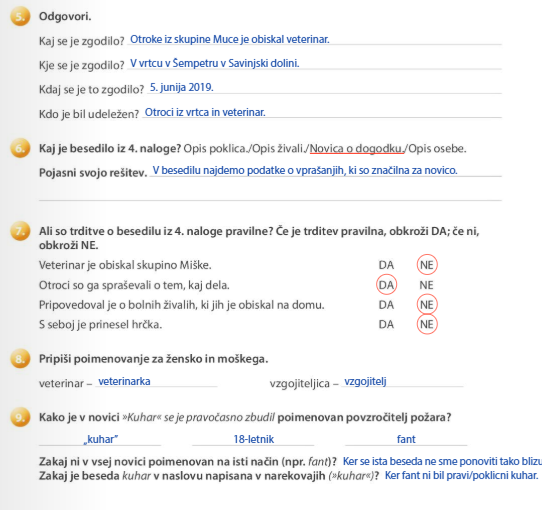 5. Odgovori.
Kaj se je zgodilo? Otroke iz skupine Muce je obiskal veterinar.
Kje se je zgodilo? V vrtcu v Šempetru v Savinjski dolini.
Kdaj se je to zgodilo? 5. junija 2019.
Kdo je bil udeležen? Otroci iz vrtca in veterinar.
6. Kaj je besedilo iz 4. naloge? Opis poklica./Opis živali./Novica o dogodku./Opis osebe.
Pojasni svojo rešitev. V besedilu najdemo podatke o vprašanjih, ki so značilna za novico.
7. Ali so trditve o besedilu iz 4. naloge pravilne? Če je trditev pravilna, obkroži DA; če ni,
obkroži NE.
Veterinar je obiskal skupino Miške. DA NE
Otroci so ga spraševali o tem, kaj dela. DA NE
Pripovedoval je o bolnih živalih, ki jih je obiskal na domu. DA NE
S seboj je prinesel hrčka. DA NE
8. Pripiši poimenovanje za žensko in moškega.
veterinar – veterinarka vzgojiteljica – vzgojitelj
9. Kako je v novici »Kuhar« se je pravočasno zbudil poimenovan povzročitelj požara?
„kuhar” 18-letnik fant
Zakaj ni v vsej novici poimenovan na isti način (npr. fant)? Ker se ista beseda ne sme ponoviti tako blizu
Zakaj je beseda kuhar v naslovu napisana v narekovajih (»kuhar«)? Ker fant ni bil pravi/poklicni kuhar.